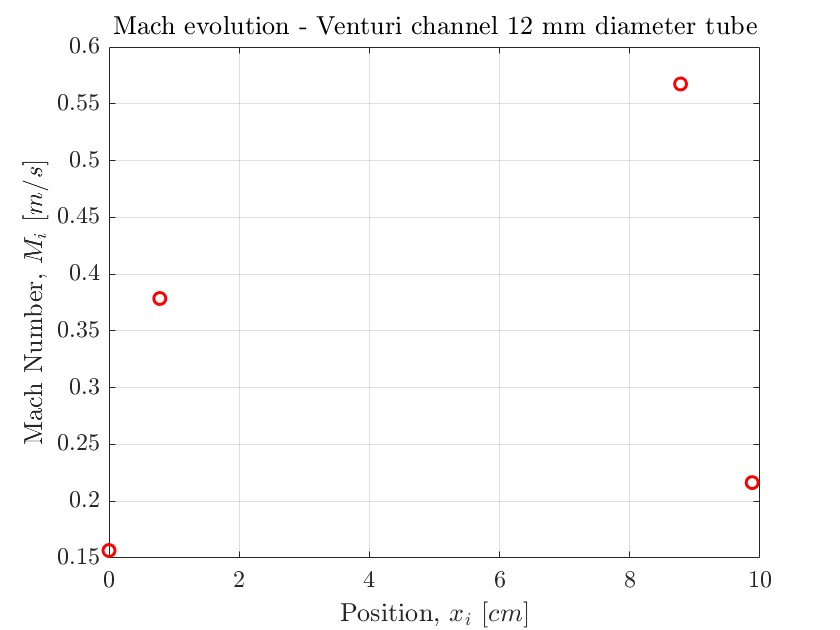 Mach evolution - Venturi channel 12 mm diameter tube
0.6
0.55
0.5
0.45
0.4
0.35
0.3
0.25
0.2
0.15
Mach Number, M_i [m/s]
0 2 4 6 8 10
Position, x_i [cm]